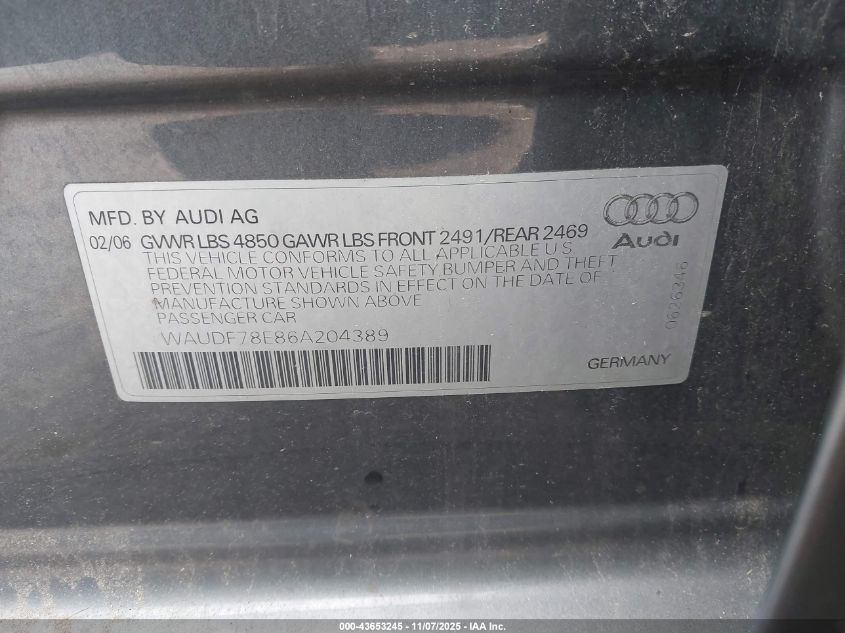 MFD. BY AUDI AG
02/06 GVWR LBS 4850 GAWR LBS FRONT 2491/REAR 2469
THIS VEHICLE CONFORMS TO ALL APPLICABLE U S
FEDERAL MOTOR VEHICLE SAFETY BUMPER AND THEFT
PREVENTION STANDARDS IN EFFECT ON THE DATE OF
MANUFACTURE SHOWN ABOVE
PASSENGER CAR
WAUDF78E86A204389
Audi
0626346
GERMANY
000-43653245 - 11/07/2025 - IAA Inc.